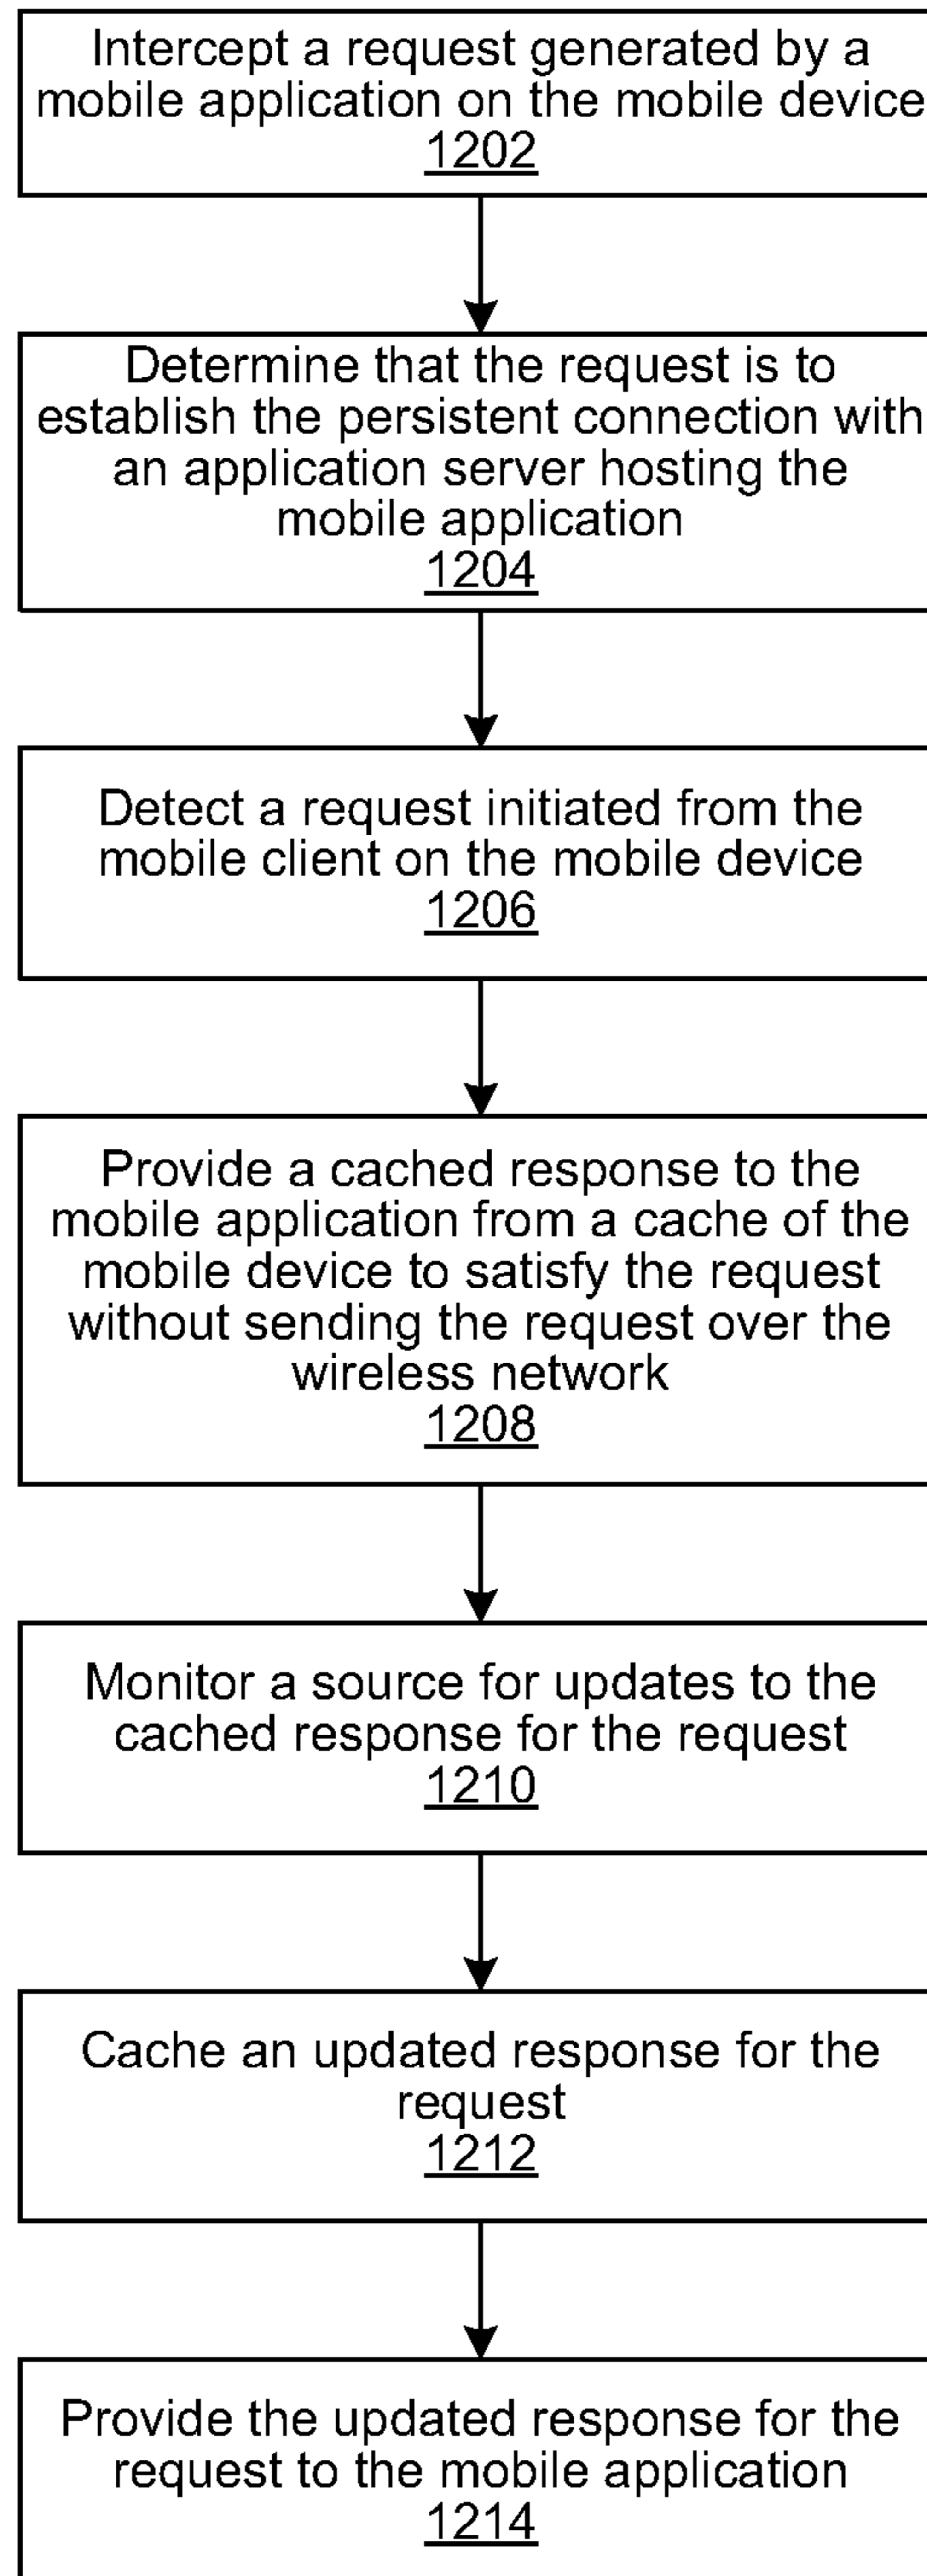 Intercept a request generated by a
mobile application on the mobile device
1202
Determine that the request is to
establish the persistent connection with
an application server hosting the
mobile application
1204
Detect a request initiated from the
mobile client on the mobile device
1206
Provide a cached response to the
mobile application from a cache of the
mobile device to satisfy the request
without sending the request over the
wireless network
1208
Monitor a source for updates to the
cached response for the request
1210
Cache an updated response for the
request
1212
Provide the updated response for the
request to the mobile application
1214